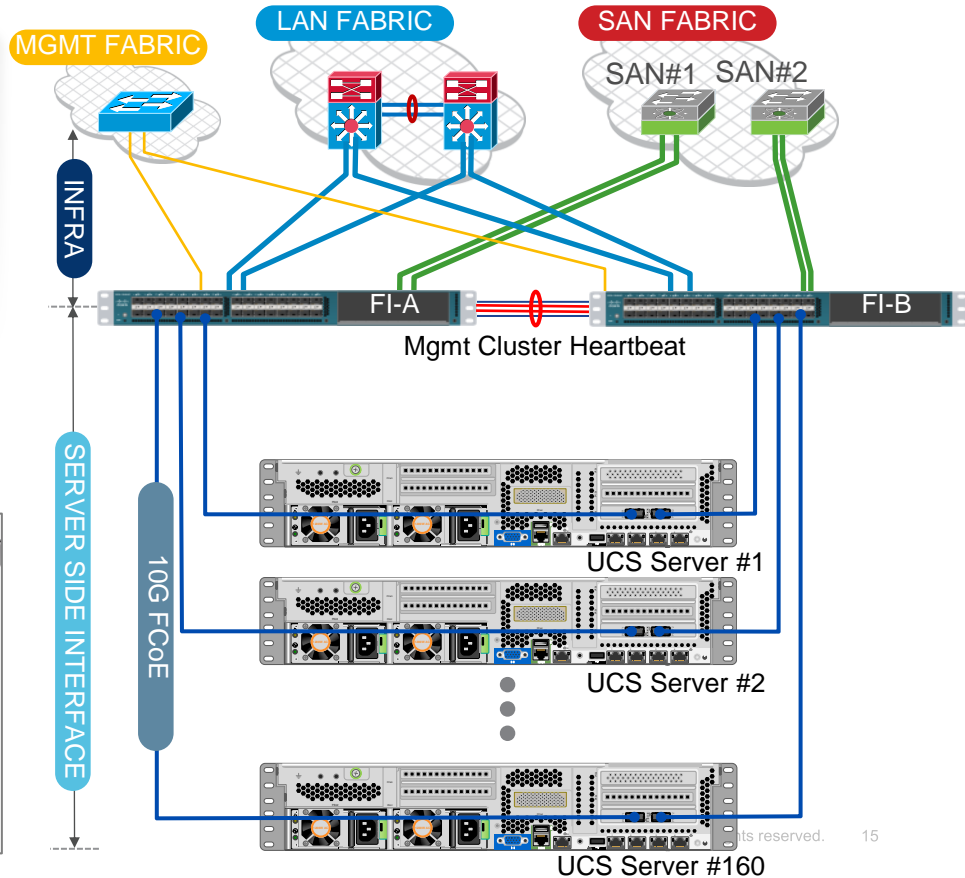 LAN FABRIC
SAN FABRIC
MGMT FABRIC
SAN#1
SAN#2
INFRA
FI-A
FI-B
Mgmt Cluster Heartbeat
SERVER SIDE INTERFACE
10G FCoE
UCS Server #1
UCS Server #2
reserved.
15
UCS Server #160